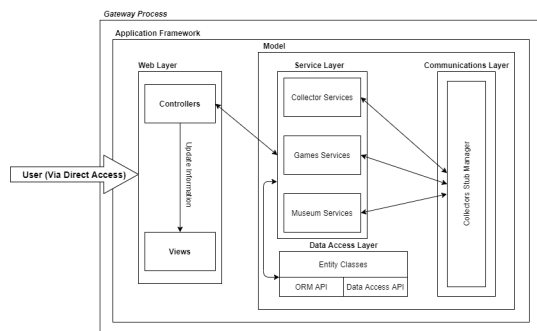 Gateway Process
Application Framework
Model
Web Layer
Service Layer
Communications Layer
Controllers
Collector Services
Update Information
Games Services
Collectors Stub Manager
User (Via Direct Access)
Museum Services
Views
Data Access Layer
Entity Classes
ORM API
Data Access API